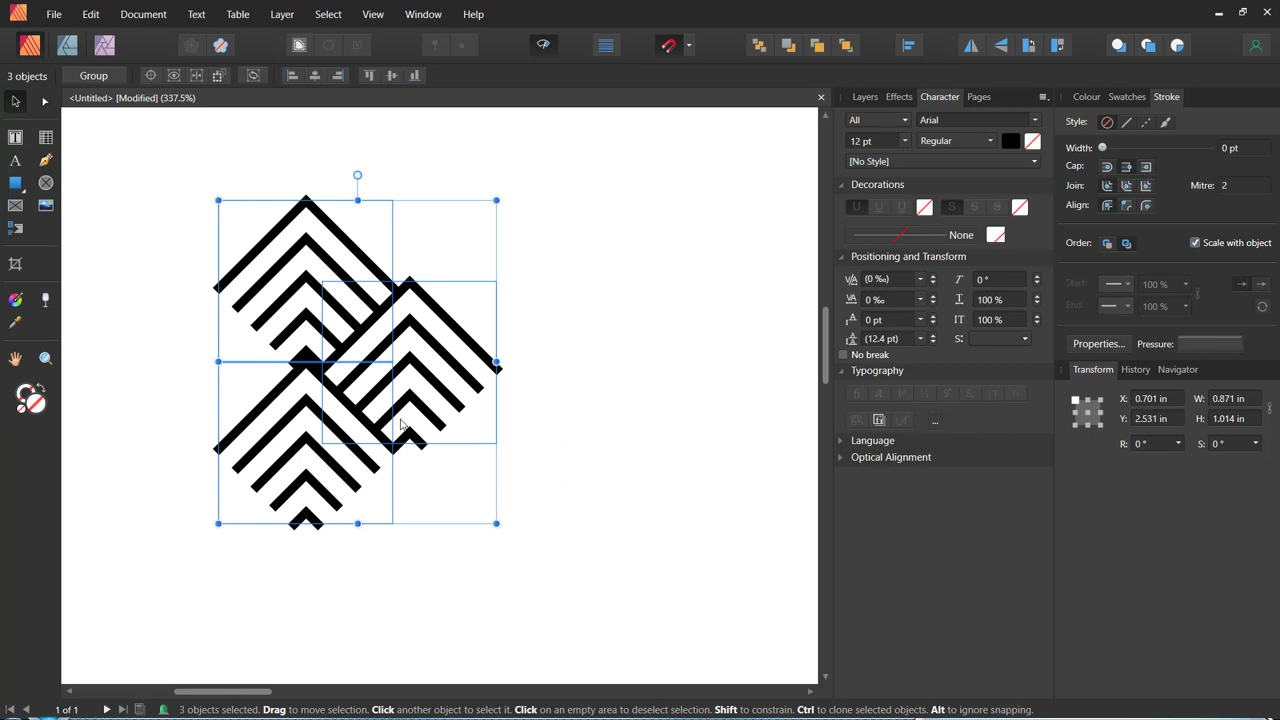 File Edit Document Text Table Layer Select View Window Help
3 objects Group
<Untitled> [Modified] (337.5%)
Layers Effects Character Pages
All Arial
12 pt Regular
[No Style]
Decorations
None
Positioning and Transform
(0 ‰) 0 °
0 ‰ 100 %
0 pt 100 %
(12.4 pt)
No break
Typography
...
Language
Optical Alignment
Colour Swatches Stroke
Style:
Width: 0 pt
Cap:
Join: Mitre: 2
Align:
Order: Scale with object
Start: 100 %
End: 100 %
Properties... Pressure:
Transform History Navigator
X: 0.701 in W: 0.871 in
Y: 2.531 in H: 1.014 in
R: 0 ° S: 0 °
1 of 1 3 objects selected. Drag to move selection. Click another object to select it. Click on an empty area to deselect selection. Shift to constrain. Ctrl to clone selected objects. Alt to ignore snapping.